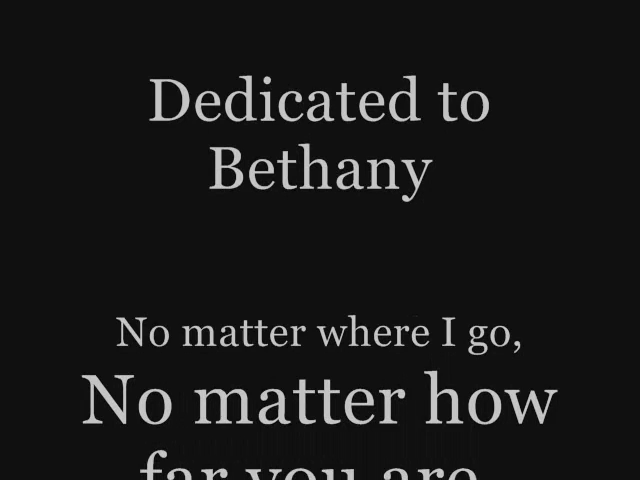 Dedicated to
Bethany
No matter where I go,
No matter how
far you are